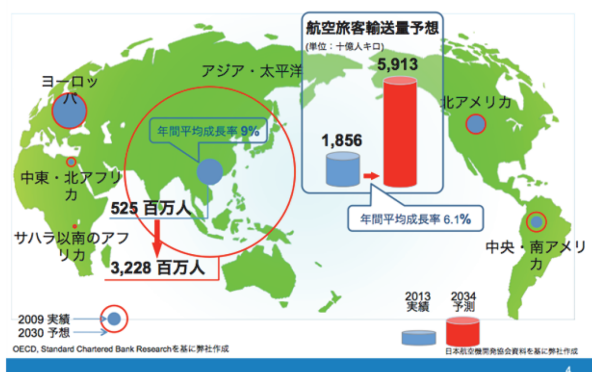 航空旅客輸送量予想
(単位：十億人キロ)
5,913
1,856
年間平均成長率 6.1%
ヨーロッ
パ
アジア・太平洋
北アメリカ
年間平均成長率 9%
中東・北アフリ
カ
525 百万人
サハラ以南のアフ
リカ
3,228 百万人
中央・南アメリ
カ
2009 実績
2030 予想
2013
実績
2034
予測
OECD, Standard Chartered Bank Researchを基に弊社作成
日本航空機開発協会資料を基に弊社作成
4